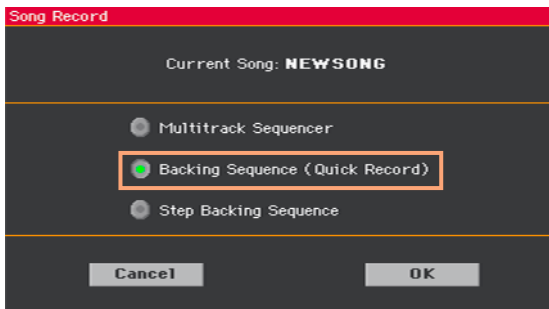 Song Record
Current Song: NEWSONG
Multitrack Sequencer
Backing Sequence (Quick Record)
Step Backing Sequence
Cancel OK